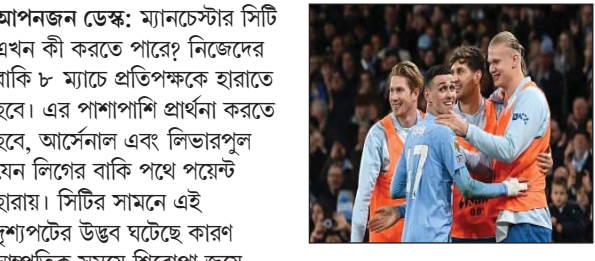 আপনজন ডেস্ক: ম্যানচেস্টার সিটি
এখন কী করতে পারে? নিজেদের
বাকি ৮ ম্যাচে প্রতিপক্ষকে হারাতে
হবে। এর পাশাপাশি প্রার্থনা করতে
হবে, আর্সেনাল এবং লিভারপুল
যেন লিগের বাকি পথে পয়েন্ট
হারায়। সিটির সামনে এই
দৃশ্যপটের উদ্ভব ঘটেছে কারণ